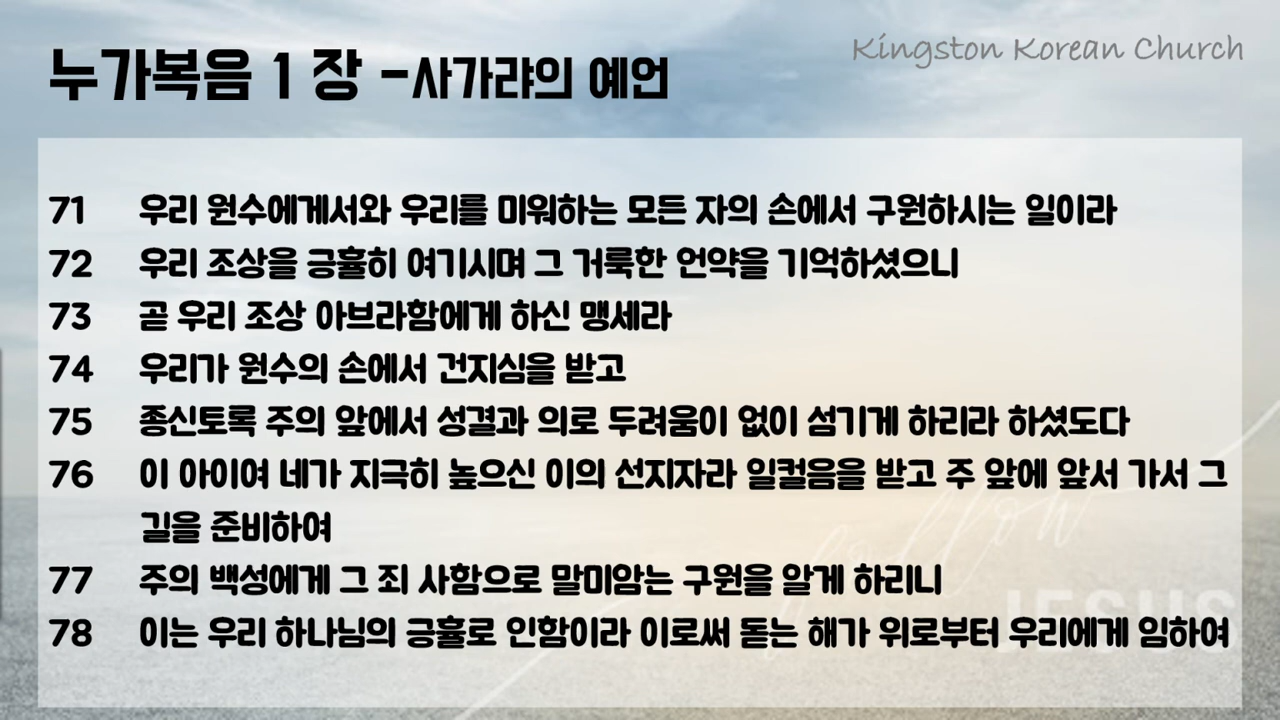 누가복음 1 장 -사가랴의 예언
Kingston Korean Church
71 우리 원수에게서와 우리를 미워하는 모든 자의 손에서 구원하시는 일이라
72 우리 조상을 긍휼히 여기시며 그 거룩한 언약을 기억하셨으니
73 곧 우리 조상 아브라함에게 하신 맹세라
74 우리가 원수의 손에서 건지심을 받고
75 종신토록 주의 앞에서 성결과 의로 두려움이 없이 섬기게 하리라 하셨도다
76 이 아이여 네가 지극히 높으신 이의 선지자라 일컬음을 받고 주 앞에 앞서 가서 그
길을 준비하여
77 주의 백성에게 그 죄 사함으로 말미암는 구원을 알게 하리니
78 이는 우리 하나님의 긍휼로 인함이라 이로써 돋는 해가 위로부터 우리에게 임하여
follow
JESUS